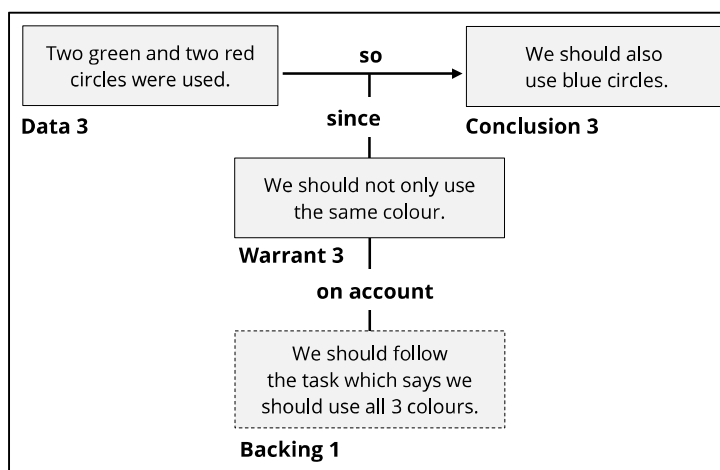 Two green and two red
circles were used.
so
We should also
use blue circles.
Data 3
since
Conclusion 3
We should not only use
the same colour.
Warrant 3
on account
We should follow
the task which says we
should use all 3 colours.
Backing 1